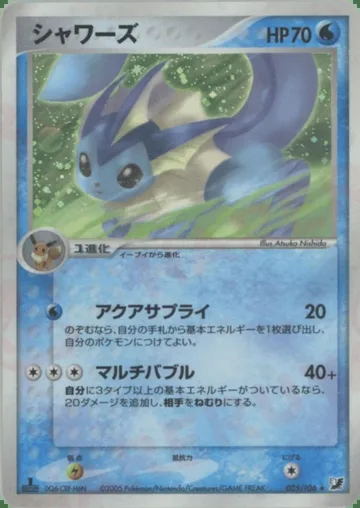 シャワーズ HP70
1進化
イーブイから進化
Illus.Atsuko Nishida
アクアサプライ 20
のぞむなら、自分の手札から基本エネルギーを1枚選び出し、
自分のポケモンにつけてよい。
マルチバブル 40+
自分に3タイプ以上の基本エネルギーがついているなら、
20ダメージを追加し、相手をねむりにする。
弱点 抵抗力 にげる
1
©2005 Pokémon/Nintendo/Creatures/GAME FREAK.